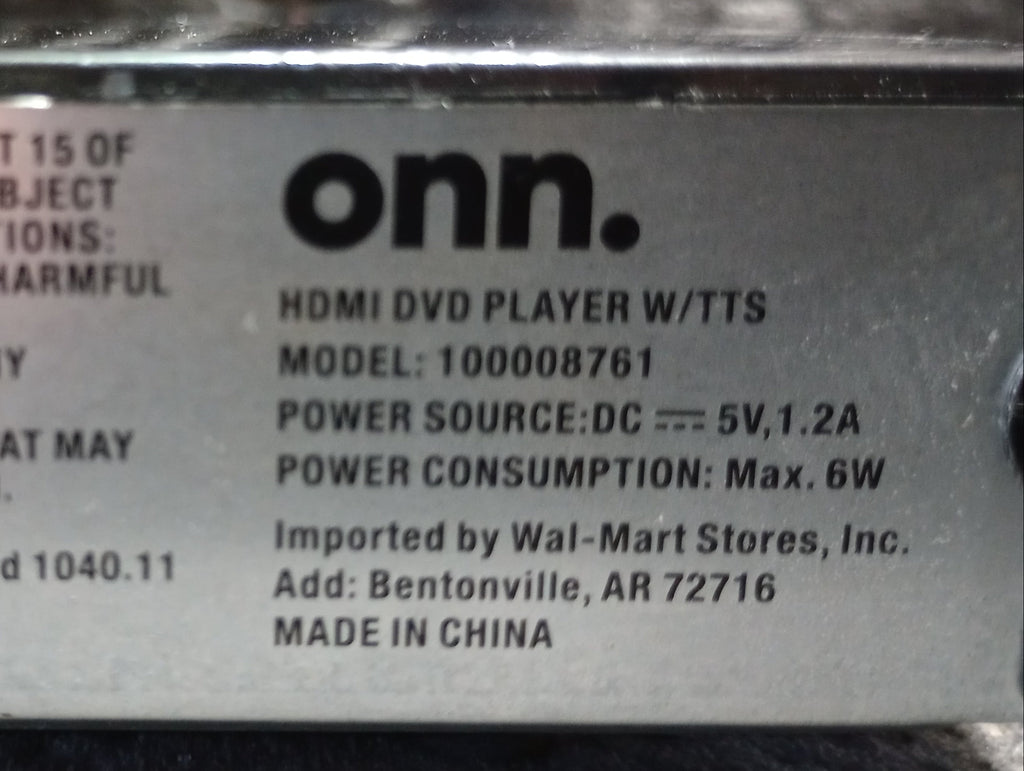 T 15 OF
BJECT
IONS:
HARMFUL
Y
AT MAY
.
d 1040.11
onn.
HDMI DVD PLAYER W/TTS
MODEL: 100008761
POWER SOURCE:DC ⎓ 5V,1.2A
POWER CONSUMPTION: Max. 6W
Imported by Wal-Mart Stores, Inc.
Add: Bentonville, AR 72716
MADE IN CHINA